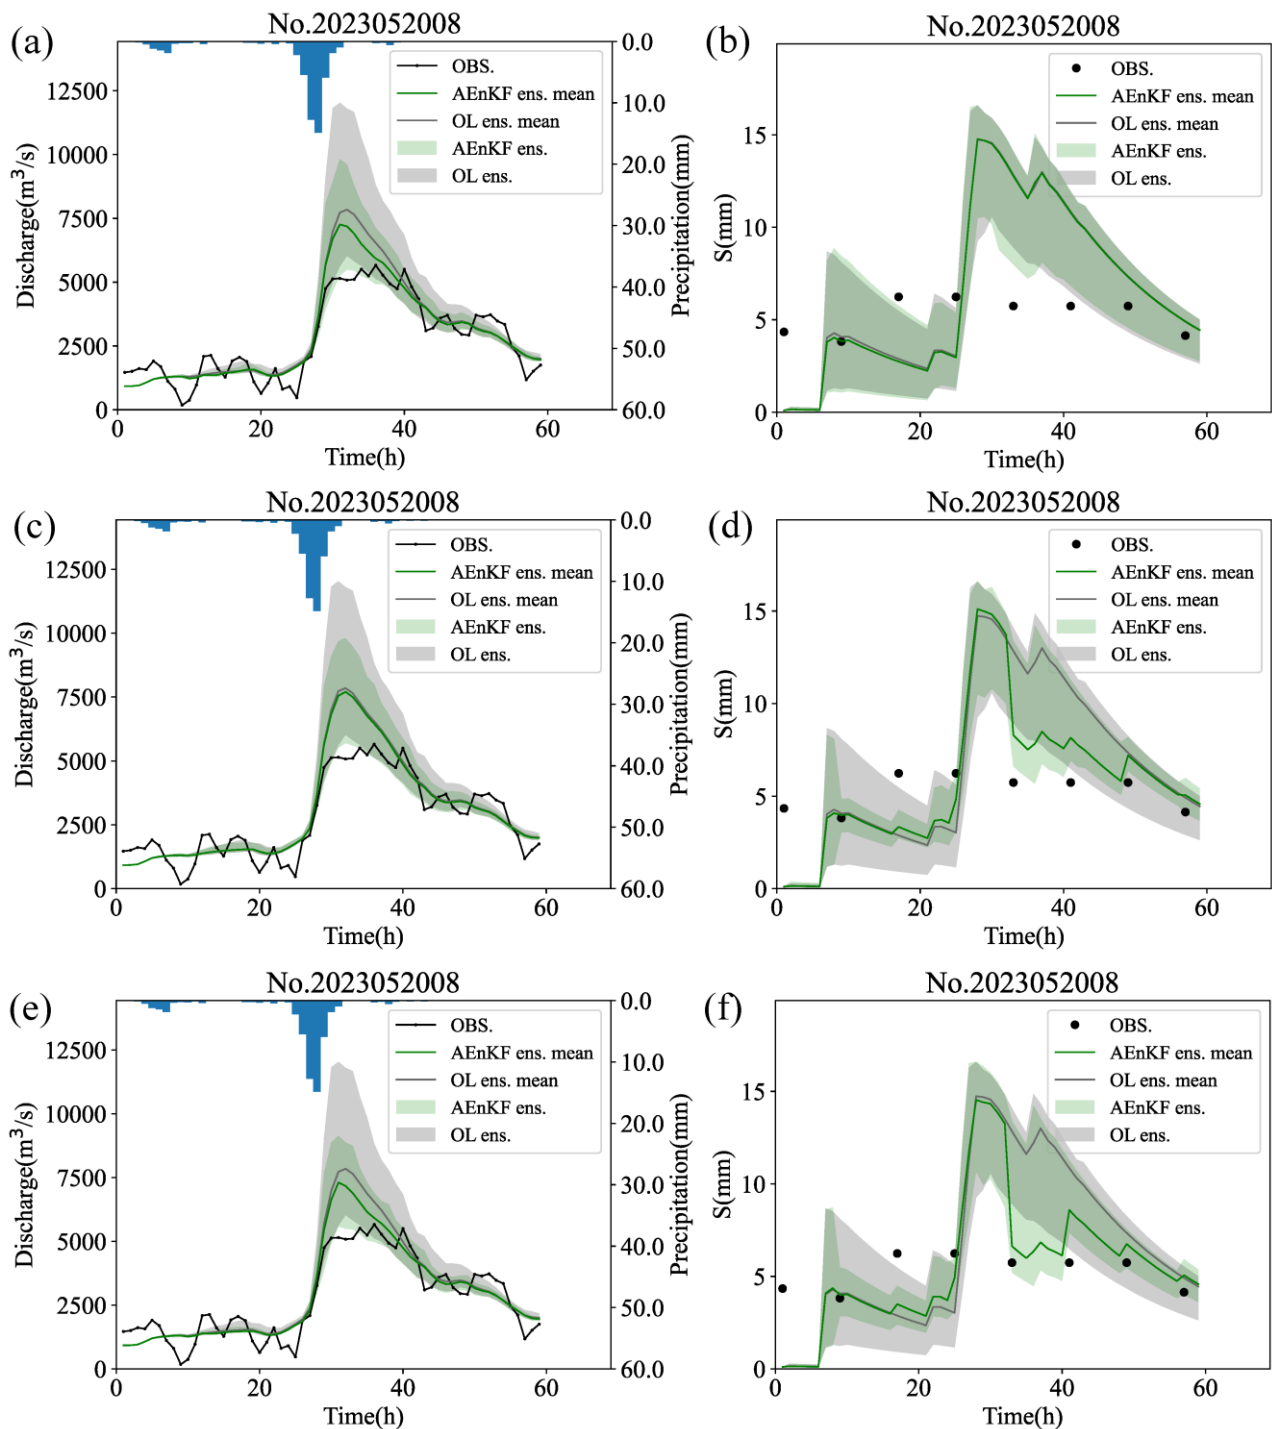 (a)
No.2023052008
OBS.
AEnKF ens. mean
OL ens. mean
AEnKF ens.
OL ens.
Discharge(m³/s)
12500
10000
7500
5000
2500
0
Precipitation(mm)
0.0
10.0
20.0
30.0
40.0
50.0
60.0
0 20 40 60
Time(h)
(b)
No.2023052008
OBS.
AEnKF ens. mean
OL ens. mean
AEnKF ens.
OL ens.
S(mm)
15
10
5
0
0 20 40 60
Time(h)
(c)
No.2023052008
OBS.
AEnKF ens. mean
OL ens. mean
AEnKF ens.
OL ens.
Discharge(m³/s)
12500
10000
7500
5000
2500
0
Precipitation(mm)
0.0
10.0
20.0
30.0
40.0
50.0
60.0
0 20 40 60
Time(h)
(d)
No.2023052008
OBS.
AEnKF ens. mean
OL ens. mean
AEnKF ens.
OL ens.
S(mm)
15
10
5
0
0 20 40 60
Time(h)
(e)
No.2023052008
OBS.
AEnKF ens. mean
OL ens. mean
AEnKF ens.
OL ens.
Discharge(m³/s)
12500
10000
7500
5000
2500
0
Precipitation(mm)
0.0
10.0
20.0
30.0
40.0
50.0
60.0
0 20 40 60
Time(h)
(f)
No.2023052008
OBS.
AEnKF ens. mean
OL ens. mean
AEnKF ens.
OL ens.
S(mm)
15
10
5
0
0 20 40 60
Time(h)